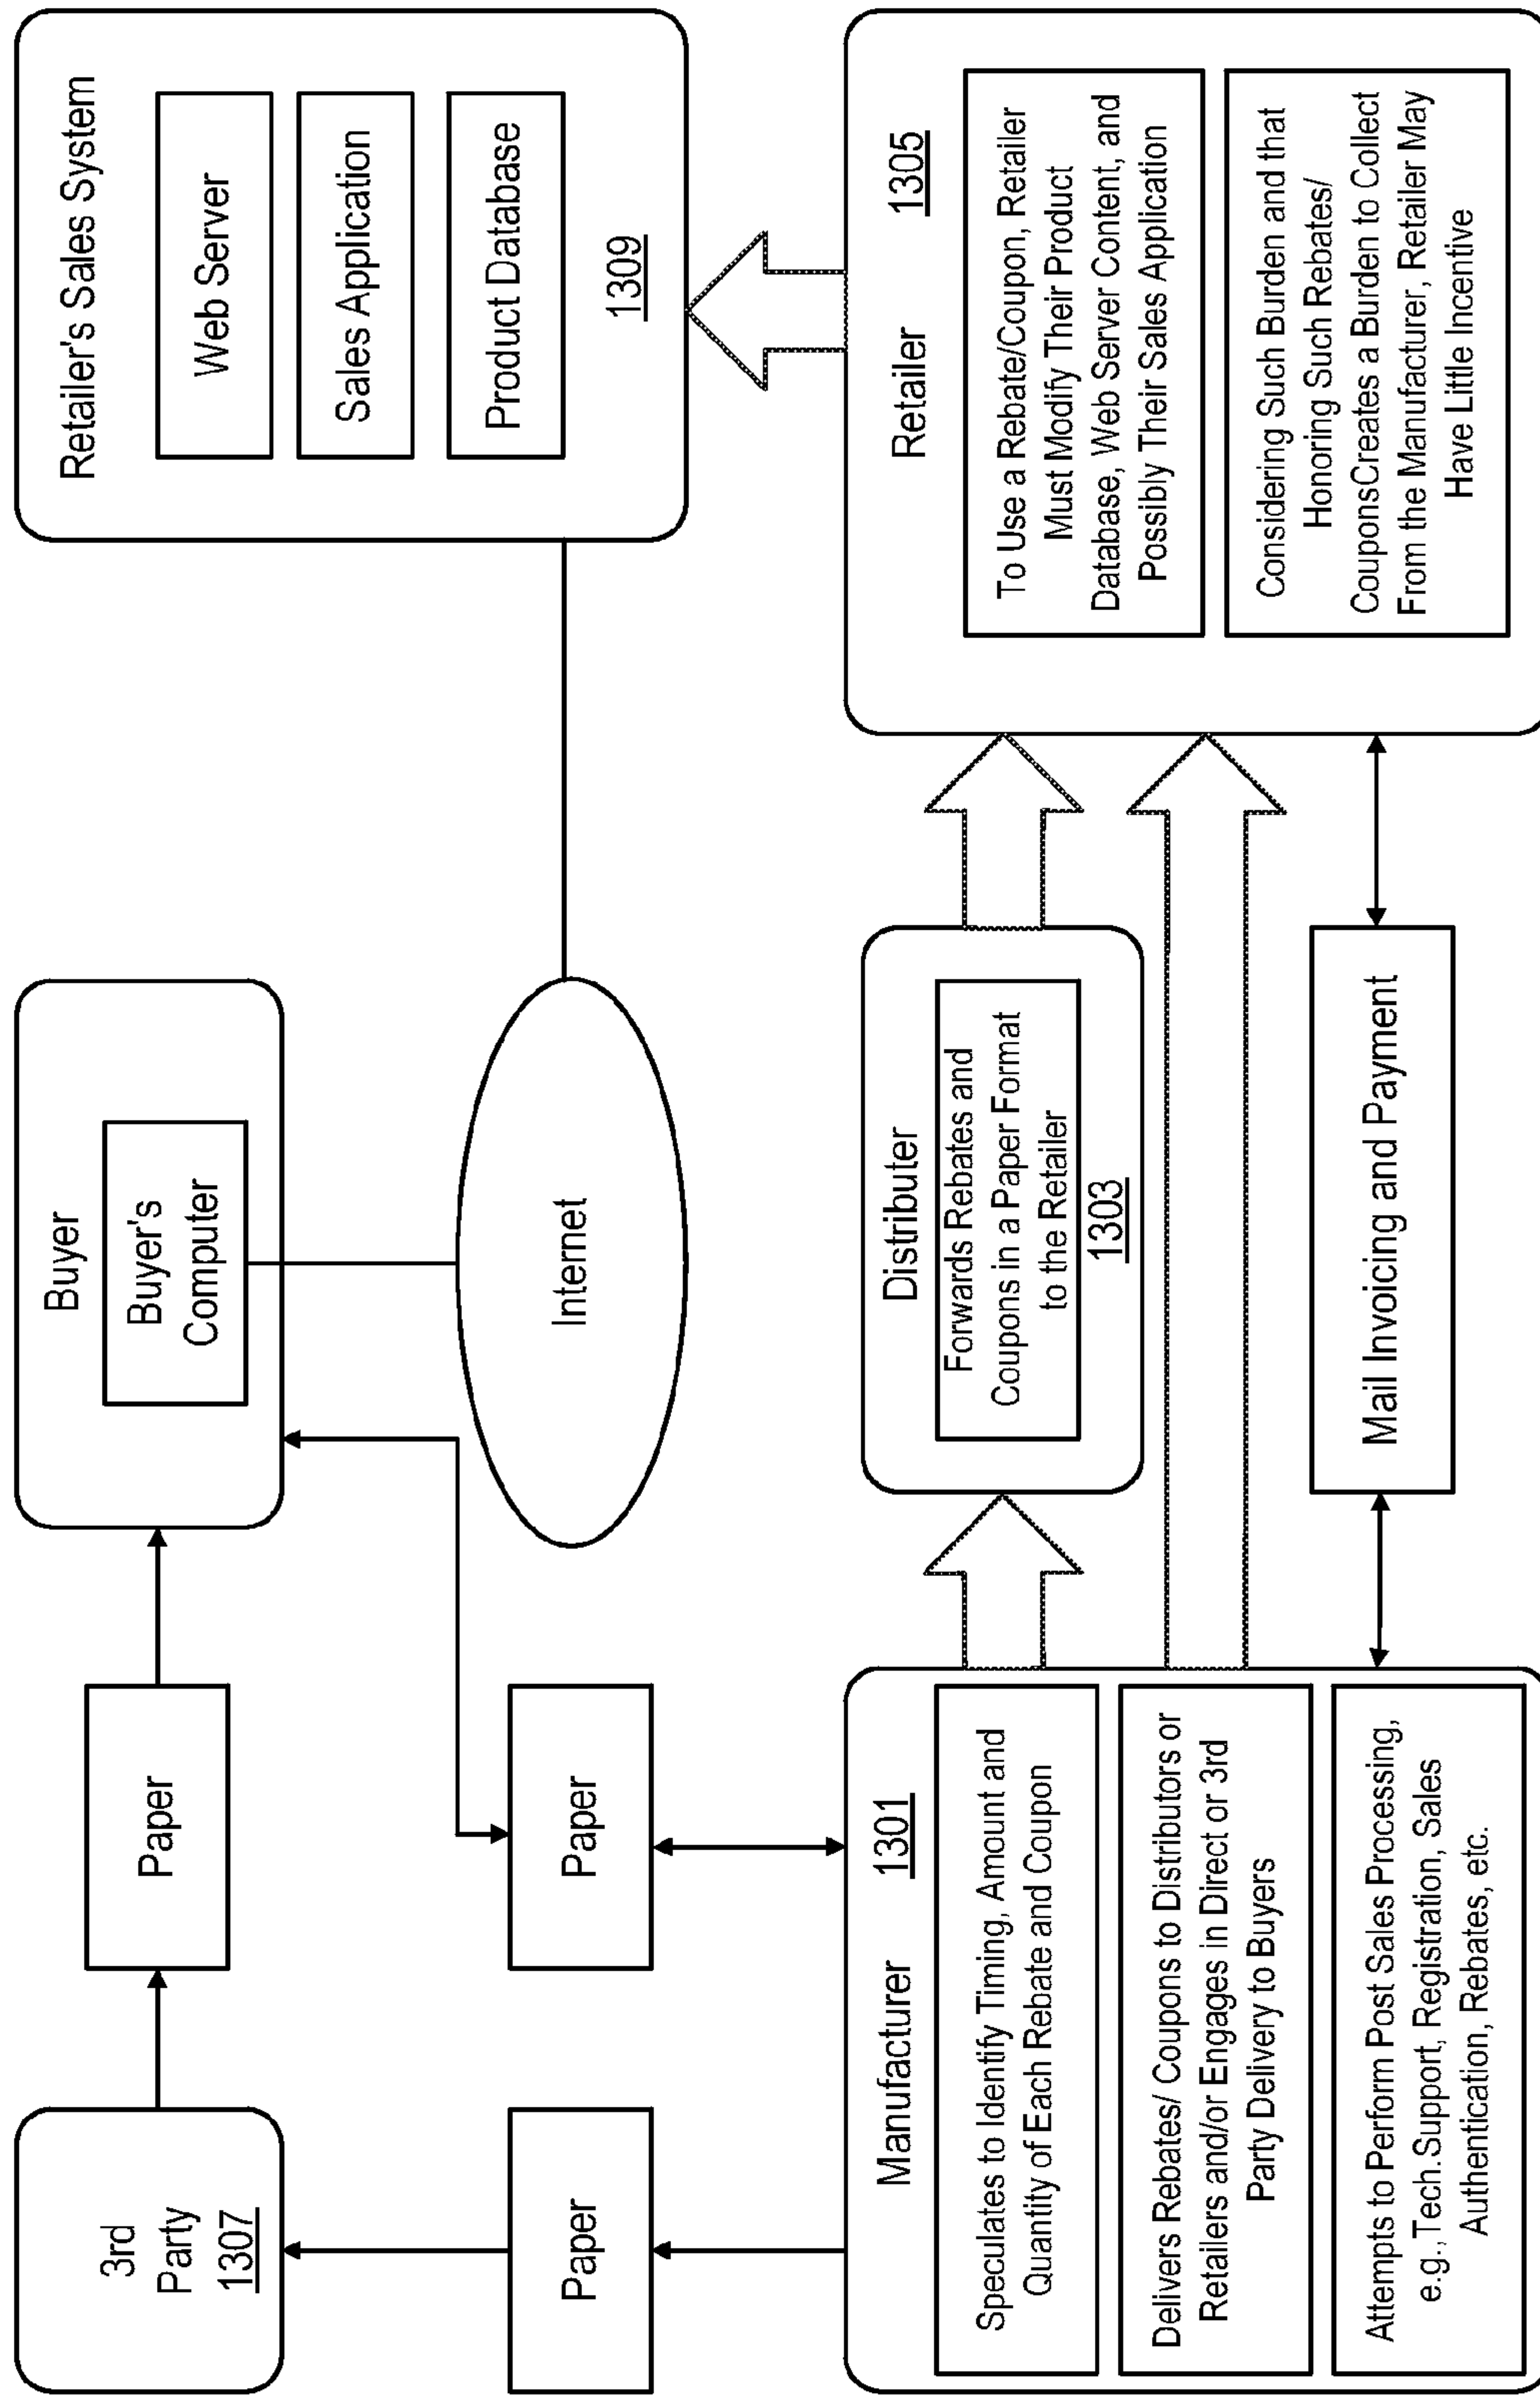 3rd
Party
1307
Paper
Buyer
Buyer's
Computer
Retailer's Sales System
Web Server
Sales Application
Product Database
1309
Paper
Paper
Internet
Manufacturer 1301
Speculates to Identify Timing, Amount and
Quantity of Each Rebate and Coupon
Delivers Rebates/ Coupons to Distributors or
Retailers and/or Engages in Direct or 3rd
Party Delivery to Buyers
Attempts to Perform Post Sales Processing,
e.g.,Tech.Support, Registration, Sales
Authentication, Rebates, etc.
Distributer
Forwards Rebates and
Coupons in a Paper Format
to the Retailer
1303
Mail Invoicing and Payment
Retailer 1305
To Use a Rebate/Coupon, Retailer
Must Modify Their Product
Database, Web Server Content, and
Possibly Their Sales Application
Considering Such Burden and that
Honoring Such Rebates/
CouponsCreates a Burden to Collect
From the Manufacturer, Retailer May
Have Little Incentive